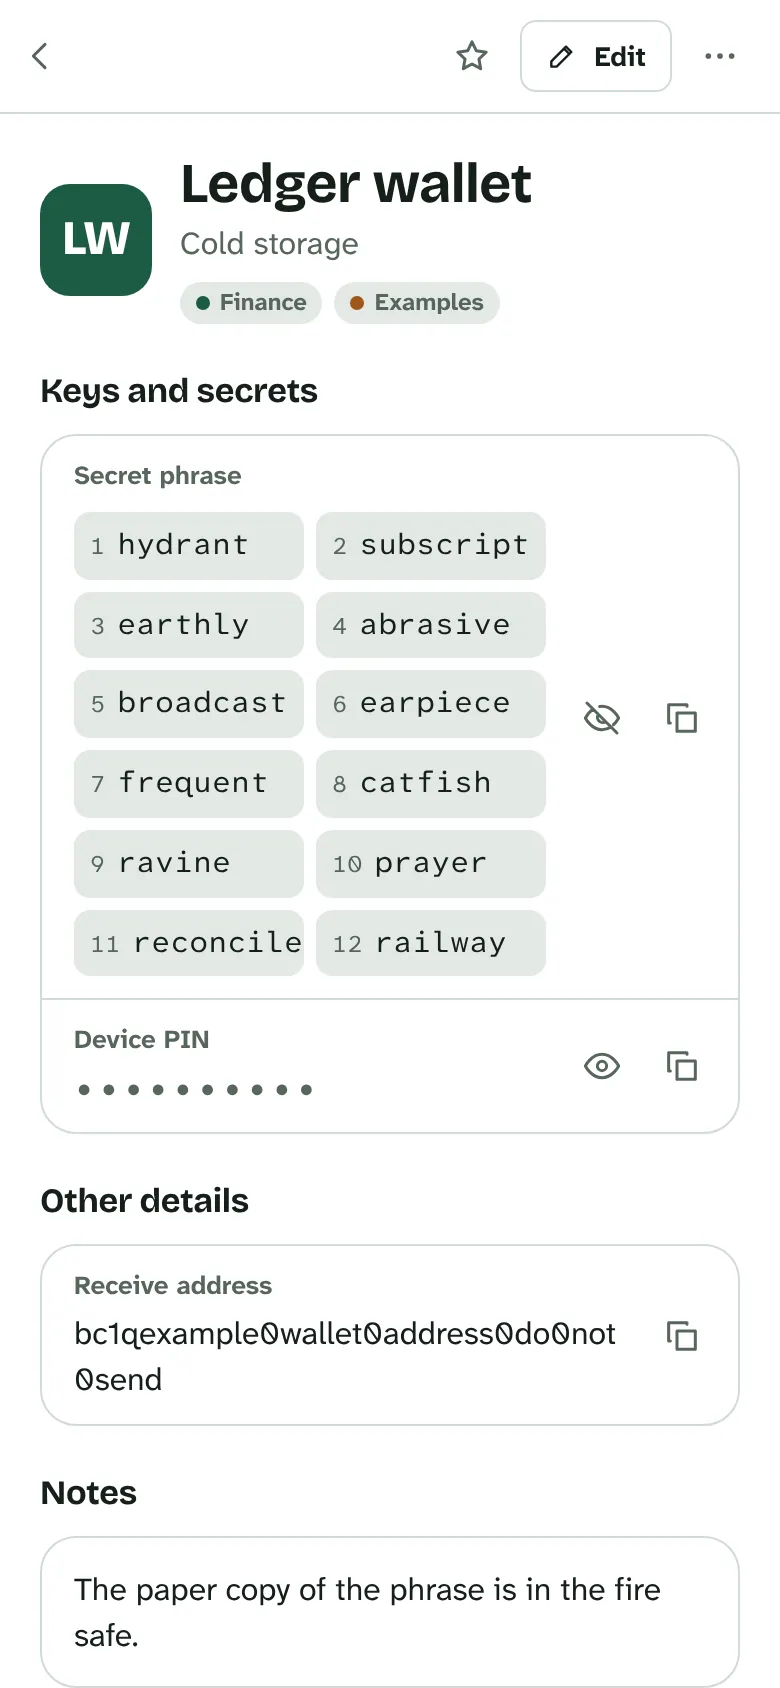 Edit
LW
Ledger wallet
Cold storage
Finance
Examples
Keys and secrets
Secret phrase
1 hydrant
2 subscript
3 earthly
4 abrasive
5 broadcast
6 earpiece
7 frequent
8 catfish
9 ravine
10 prayer
11 reconcile
12 railway
Device PIN
••••••••••
Other details
Receive address
bc1qexample0wallet0address0do0not
0send
Notes
The paper copy of the phrase is in the fire
safe.